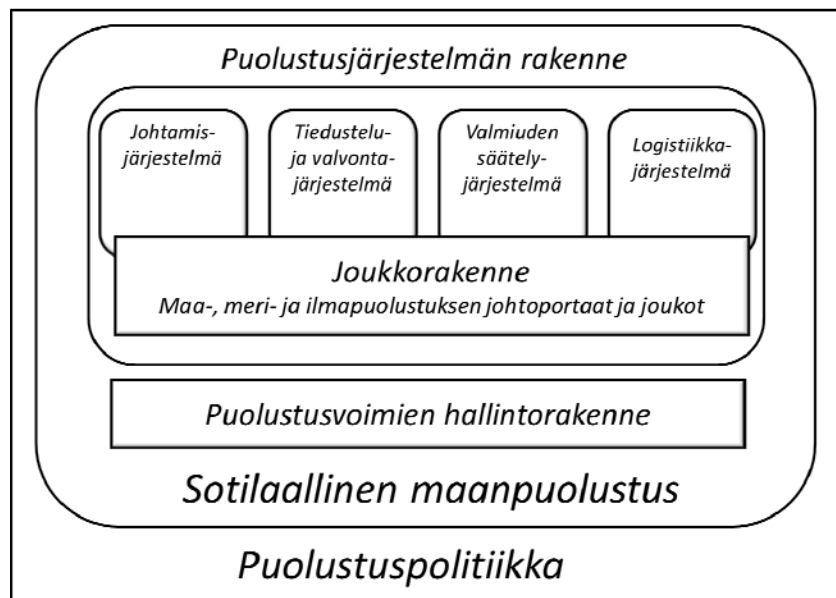 Puolustusjärjestelmän rakenne
Johtamis-
järjestelmä
Tiedustelu-
ja valvonta-
järjestelmä
Valmiuden
säätely-
järjestelmä
Logistiikka-
järjestelmä
Joukkorakenne
Maa-, meri- ja ilmapuolustuksen johtoportaat ja joukot
Puolustusvoimien hallintorakenne
Sotilaallinen maanpuolustus
Puolustuspolitiikka